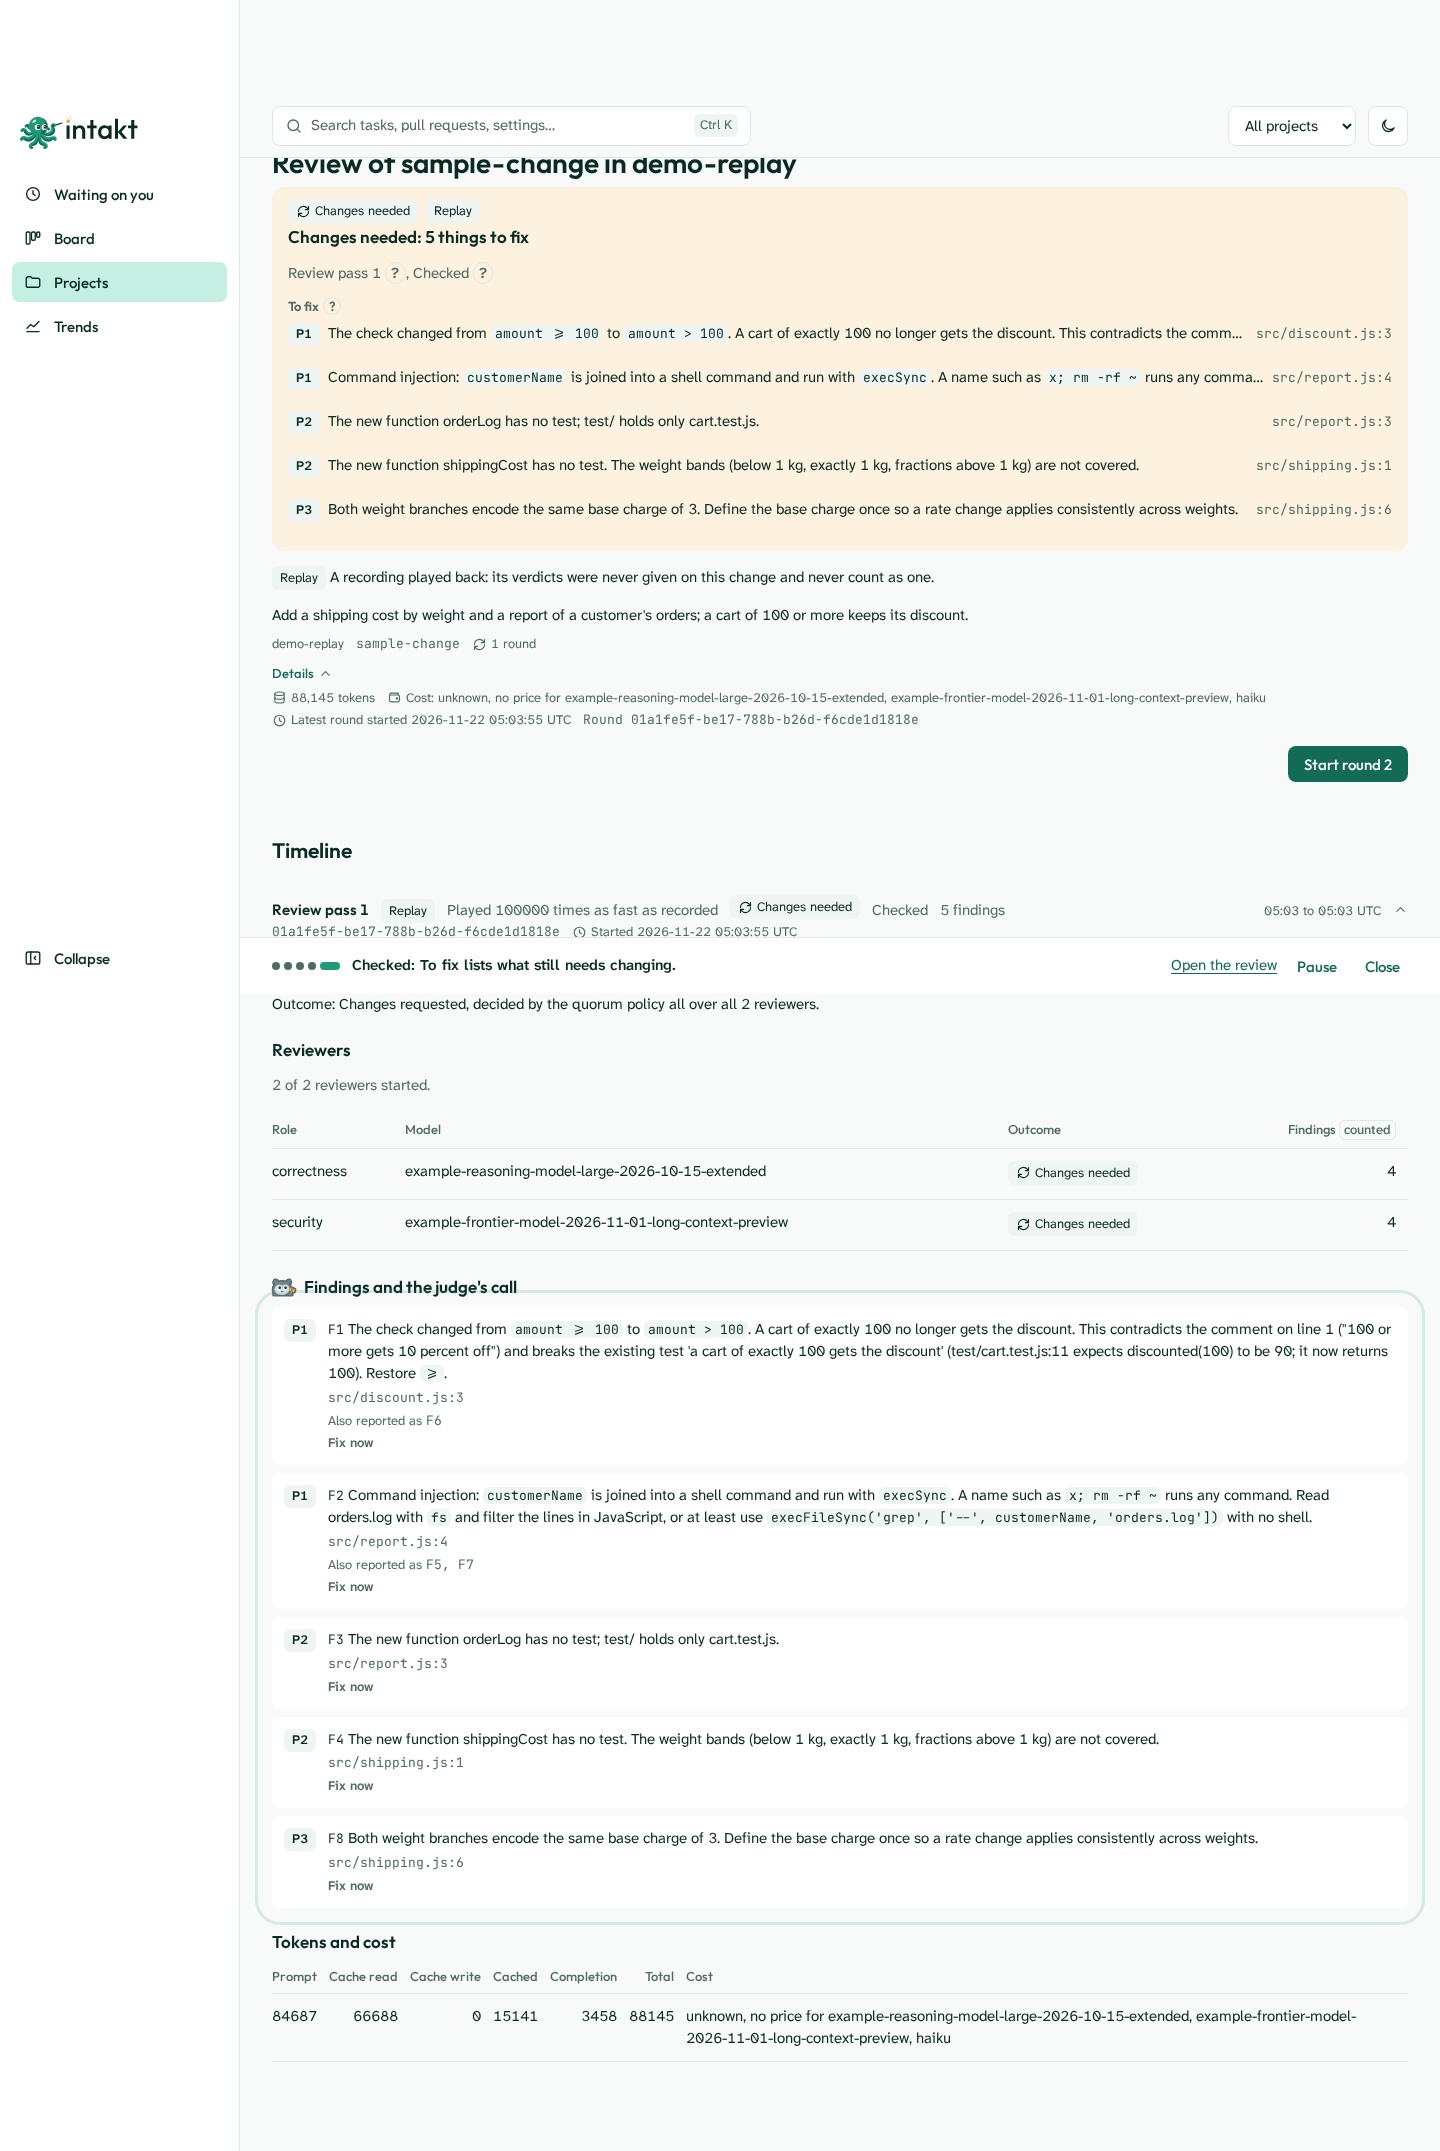 intakt
Search tasks, pull requests, settings...
Ctrl K
All projects
Waiting on you
Board
Projects
Trends
Collapse
Review of sample-change in demo-replay
Changes needed Replay
Changes needed: 5 things to fix
Review pass 1 ? , Checked ?
To fix ?
P1 The check changed from amount >= 100 to amount > 100. A cart of exactly 100 no longer gets the discount. This contradicts the comm... src/discount.js:3
P1 Command injection: customerName is joined into a shell command and run with execSync. A name such as x; rm -rf ~ runs any comma... src/report.js:4
P2 The new function orderLog has no test; test/ holds only cart.test.js. src/report.js:3
P2 The new function shippingCost has no test. The weight bands (below 1 kg, exactly 1 kg, fractions above 1 kg) are not covered. src/shipping.js:1
P3 Both weight branches encode the same base charge of 3. Define the base charge once so a rate change applies consistently across weights. src/shipping.js:6
Replay A recording played back: its verdicts were never given on this change and never count as one.
Add a shipping cost by weight and a report of a customer's orders; a cart of 100 or more keeps its discount.
demo-replay sample-change 1 round
Details
88,145 tokens Cost: unknown, no price for example-reasoning-model-large-2026-10-15-extended, example-frontier-model-2026-11-01-long-context-preview, haiku
Latest round started 2026-11-22 05:03:55 UTC Round 01a1fe5f-be17-788b-b26d-f6cde1d1818e
Start round 2
Timeline
Review pass 1 Replay Played 100000 times as fast as recorded Changes needed Checked 5 findings 05:03 to 05:03 UTC
01a1fe5f-be17-788b-b26d-f6cde1d1818e Started 2026-11-22 05:03:55 UTC
Checked: To fix lists what still needs changing. Open the review Pause Close
Outcome: Changes requested, decided by the quorum policy all over all 2 reviewers.
Reviewers
2 of 2 reviewers started.
Role Model Outcome Findings counted
correctness example-reasoning-model-large-2026-10-15-extended Changes needed 4
security example-frontier-model-2026-11-01-long-context-preview Changes needed 4
Findings and the judge's call
P1 F1 The check changed from amount >= 100 to amount > 100. A cart of exactly 100 no longer gets the discount. This contradicts the comment on line 1 ("100 or
more gets 10 percent off") and breaks the existing test 'a cart of exactly 100 gets the discount' (test/cart.test.js:11 expects discounted(100) to be 90; it now returns
100). Restore >=.
src/discount.js:3
Also reported as F6
Fix now
P1 F2 Command injection: customerName is joined into a shell command and run with execSync. A name such as x; rm -rf ~ runs any command. Read
orders.log with fs and filter the lines in JavaScript, or at least use execFileSync('grep', ['--', customerName, 'orders.log']) with no shell.
src/report.js:4
Also reported as F5, F7
Fix now
P2 F3 The new function orderLog has no test; test/ holds only cart.test.js.
src/report.js:3
Fix now
P2 F4 The new function shippingCost has no test. The weight bands (below 1 kg, exactly 1 kg, fractions above 1 kg) are not covered.
src/shipping.js:1
Fix now
P3 F8 Both weight branches encode the same base charge of 3. Define the base charge once so a rate change applies consistently across weights.
src/shipping.js:6
Fix now
Tokens and cost
Prompt Cache read Cache write Cached Completion Total Cost
84687 66688 0 15141 3458 88145 unknown, no price for example-reasoning-model-large-2026-10-15-extended, example-frontier-model-
2026-11-01-long-context-preview, haiku